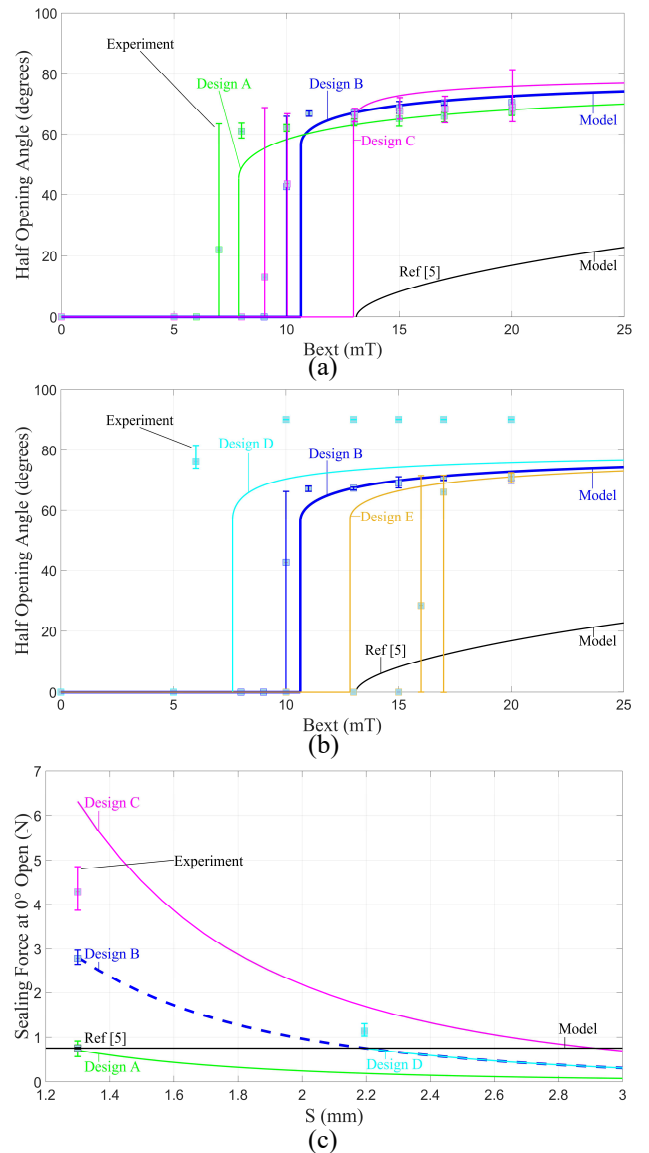 100
80
60
40
20
0
Half Opening Angle (degrees)
Experiment
Design A
Design B
Design C
Model
Ref [5]
Model
0 5 10 15 20 25
Bext (mT)
(a)
100
80
60
40
20
0
Half Opening Angle (degrees)
Experiment
Design D
Design B
Model
Design E
Ref [5]
Model
0 5 10 15 20 25
Bext (mT)
(b)
7
6
5
4
3
2
1
0
Sealing Force at 0° Open (N)
Design C
Experiment
Design B
Ref [5]
Model
Design A
Design D
1.2 1.4 1.6 1.8 2 2.2 2.4 2.6 2.8 3
S (mm)
(c)